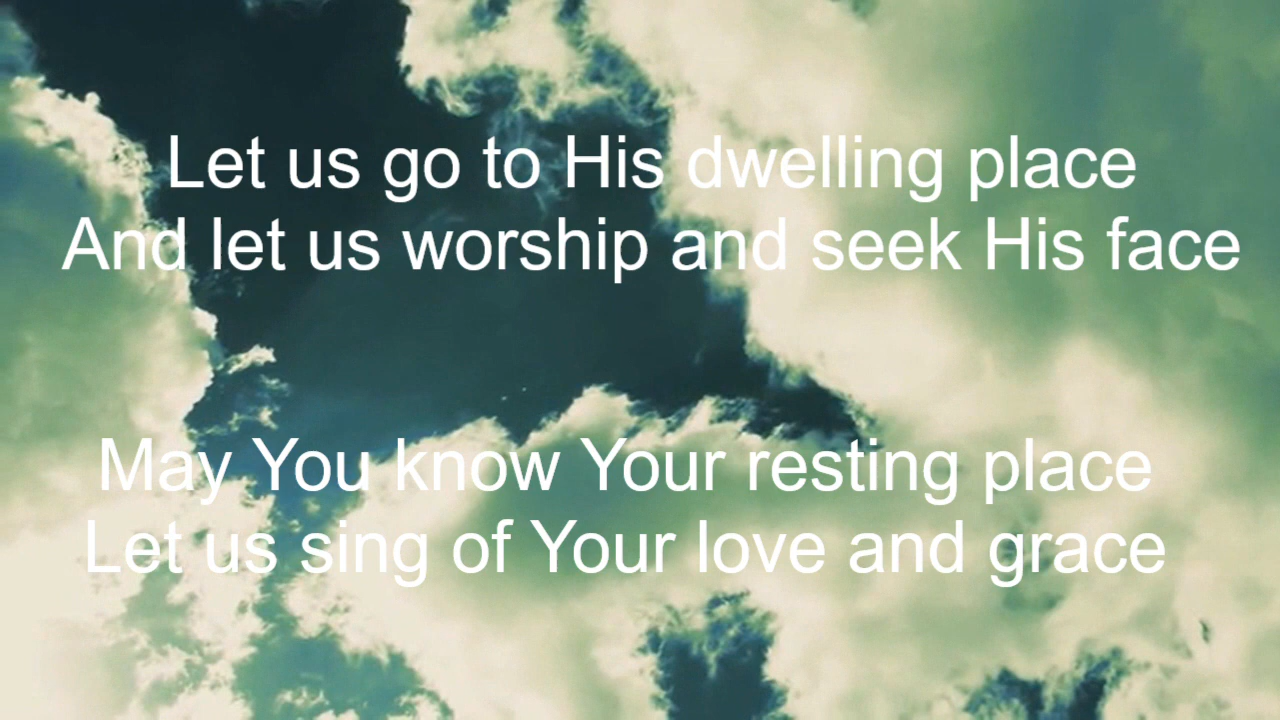 Let us go to His dwelling place
And let us worship and seek His face
May You know Your resting place
Let us sing of Your love and grace